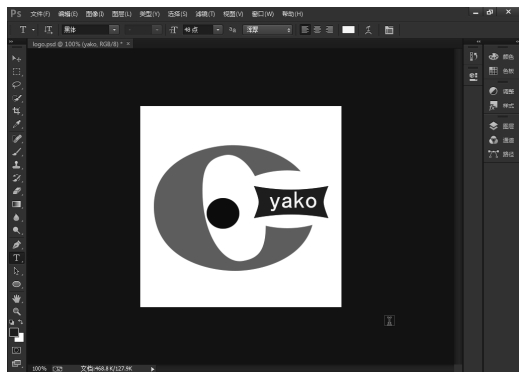 PS 文件(F) 编辑(E) 图像(I) 图层(L) 类型(Y) 选择(S) 滤镜(T) 视图(V) 窗口(W) 帮助(H)
T 黑体 48点 浑厚
logo.psd @ 100% (yako, RGB/8) * ×
颜色
色板
调整
样式
图层
通道
路径
yako
100% 文档:468.8 K/127.9K